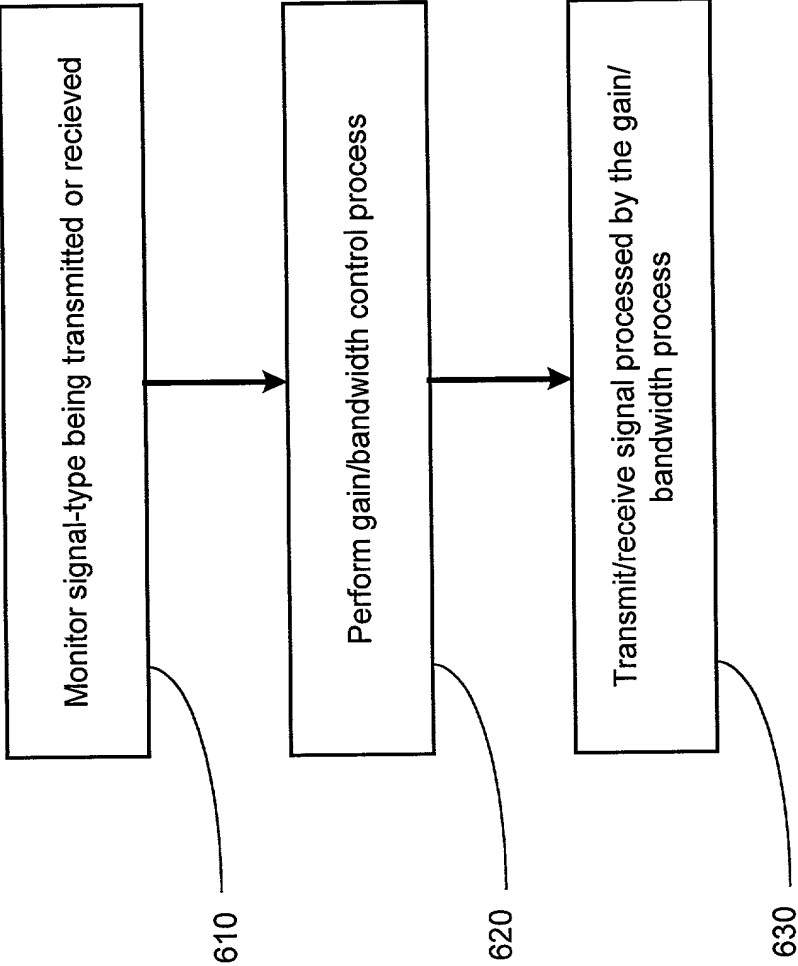 Monitor signal-type being transmitted or recieved
610
Perform gain/bandwidth control process
620
Transmit/receive signal processed by the gain/
bandwidth process
630